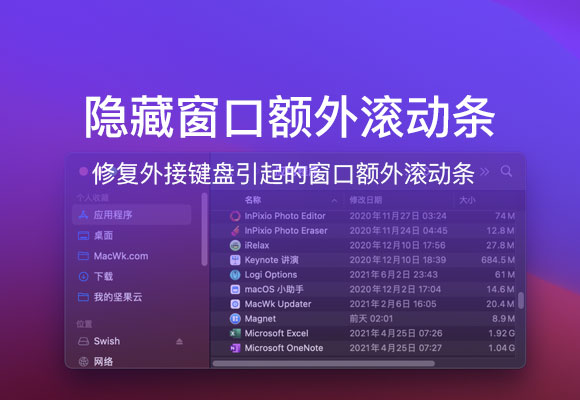 隐藏窗口额外滚动条
修复外接键盘引起的窗口额外滚动条
个人收藏
应用程序
桌面
MacWk.com
下载
我的坚果云
位置
Swish
网络
名称 修改日期 大小
InPixio Photo Editor 2020年11月27日 03:24 74 M
InPixio Photo Eraser 2020年11月24日 04:45 12.8 M
iRelax 2020年12月10日 17:56 27.8 M
Keynote 讲演 2020年12月10日 18:59 684.5 M
Logi Options 2021年6月2日 23:43 61 M
macOS 小助手 2020年12月2日 17:04 14.6 M
MacWk Updater 2021年2月6日 16:05 20.4 M
Magnet 前天 02:01 8.9 M
Microsoft Excel 2021年4月25日 07:26 1.92 G
Microsoft OneNote 2021年4月25日 07:27 1.04 G